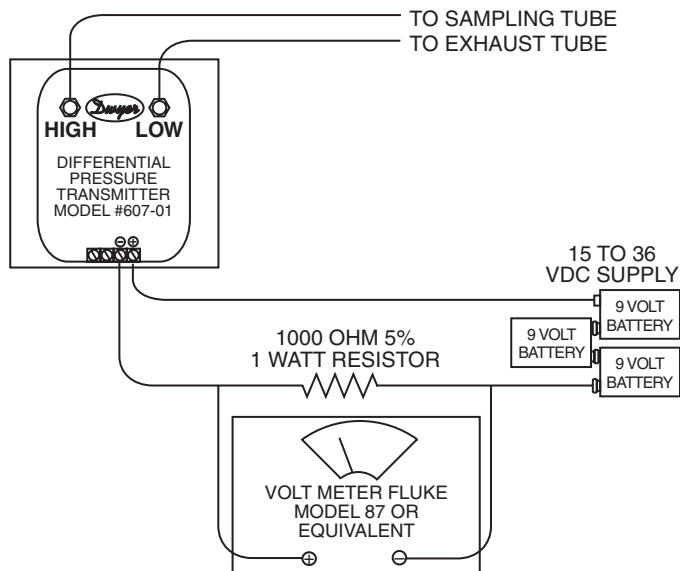 TO SAMPLING TUBE
TO EXHAUST TUBE
Dwyer
HIGH
LOW
DIFFERENTIAL
PRESSURE
TRANSMITTER
MODEL #607-01
⊖ ⊕
15 TO 36
VDC SUPPLY
9 VOLT
BATTERY
9 VOLT
BATTERY
9 VOLT
BATTERY
1000 OHM 5%
1 WATT RESISTOR
VOLT METER FLUKE
MODEL 87 OR
EQUIVALENT
⊕ ⊖